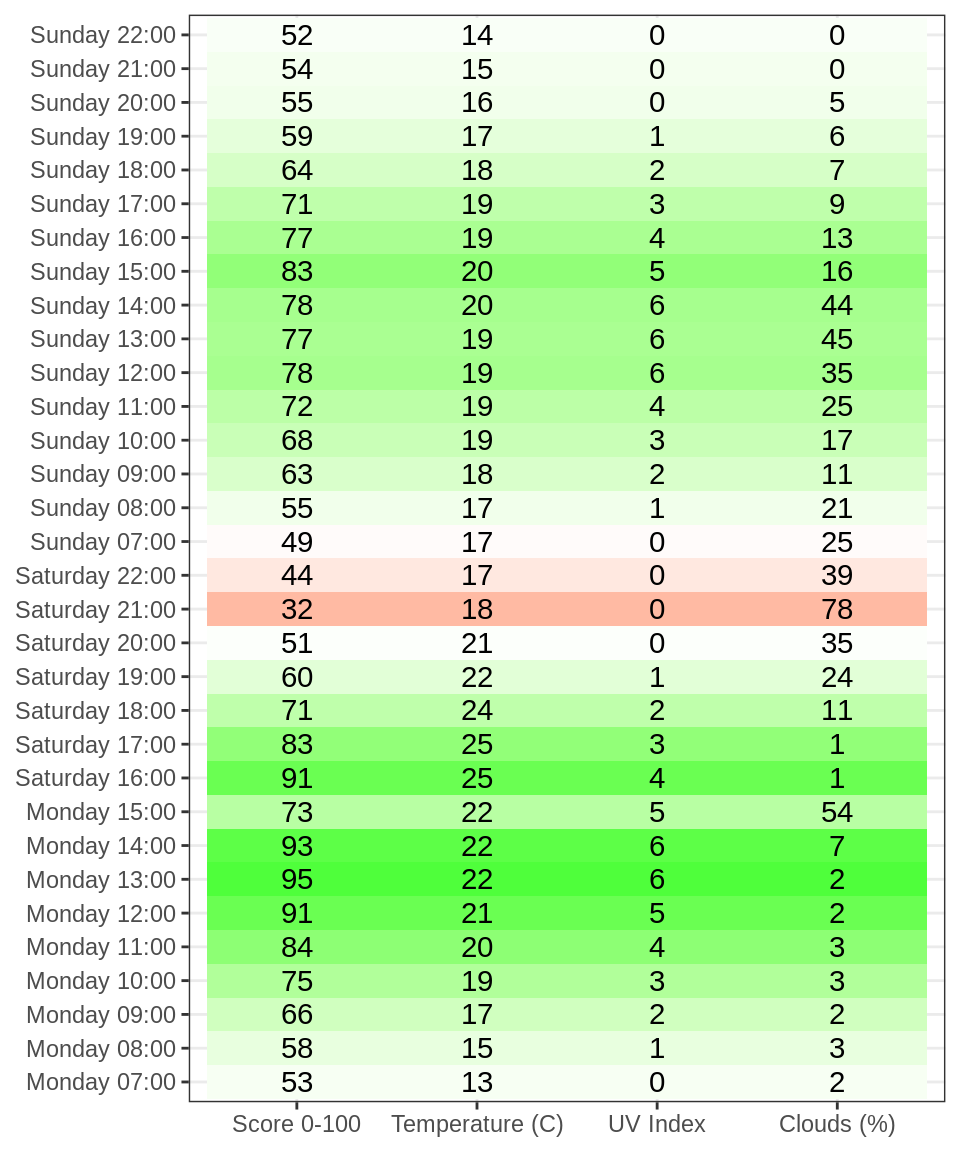 Sunday 22:00 52 14 0 0
Sunday 21:00 54 15 0 0
Sunday 20:00 55 16 0 5
Sunday 19:00 59 17 1 6
Sunday 18:00 64 18 2 7
Sunday 17:00 71 19 3 9
Sunday 16:00 77 19 4 13
Sunday 15:00 83 20 5 16
Sunday 14:00 78 20 6 44
Sunday 13:00 77 19 6 45
Sunday 12:00 78 19 6 35
Sunday 11:00 72 19 4 25
Sunday 10:00 68 19 3 17
Sunday 09:00 63 18 2 11
Sunday 08:00 55 17 1 21
Sunday 07:00 49 17 0 25
Saturday 22:00 44 17 0 39
Saturday 21:00 32 18 0 78
Saturday 20:00 51 21 0 35
Saturday 19:00 60 22 1 24
Saturday 18:00 71 24 2 11
Saturday 17:00 83 25 3 1
Saturday 16:00 91 25 4 1
Monday 15:00 73 22 5 54
Monday 14:00 93 22 6 7
Monday 13:00 95 22 6 2
Monday 12:00 91 21 5 2
Monday 11:00 84 20 4 3
Monday 10:00 75 19 3 3
Monday 09:00 66 17 2 2
Monday 08:00 58 15 1 3
Monday 07:00 53 13 0 2
Score 0-100 Temperature (C) UV Index Clouds (%)